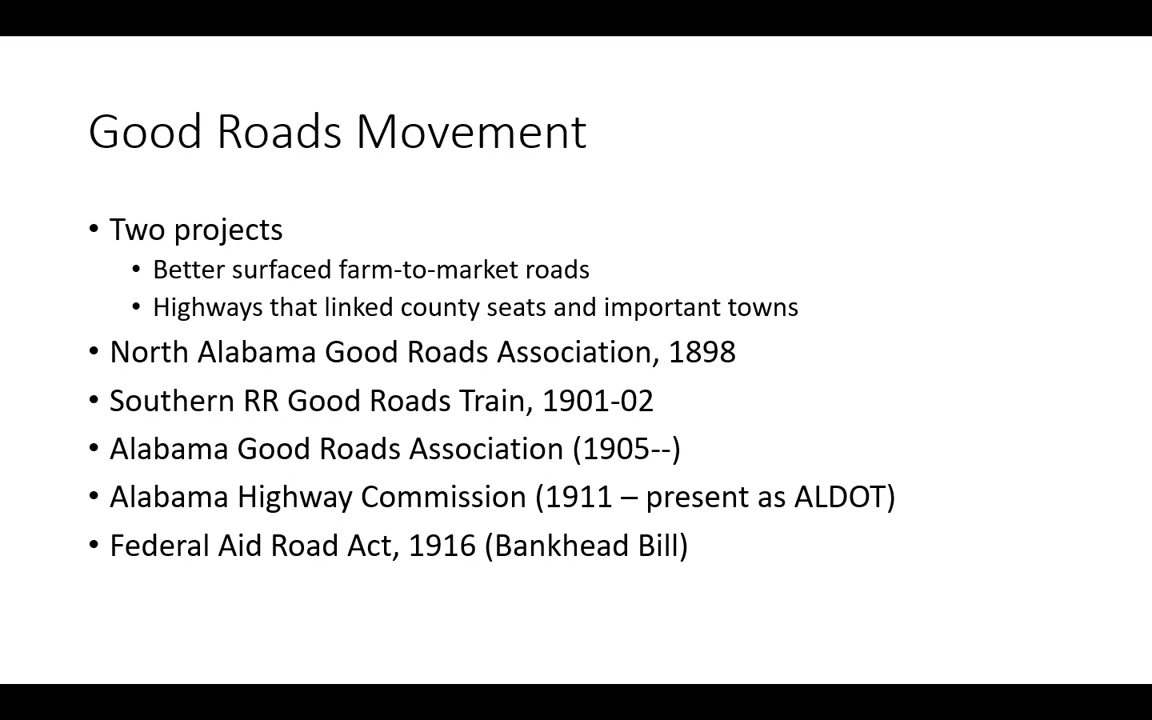 Good Roads Movement
• Two projects
• Better surfaced farm-to-market roads
• Highways that linked county seats and important towns
• North Alabama Good Roads Association, 1898
• Southern RR Good Roads Train, 1901-02
• Alabama Good Roads Association (1905--)
• Alabama Highway Commission (1911 – present as ALDOT)
• Federal Aid Road Act, 1916 (Bankhead Bill)